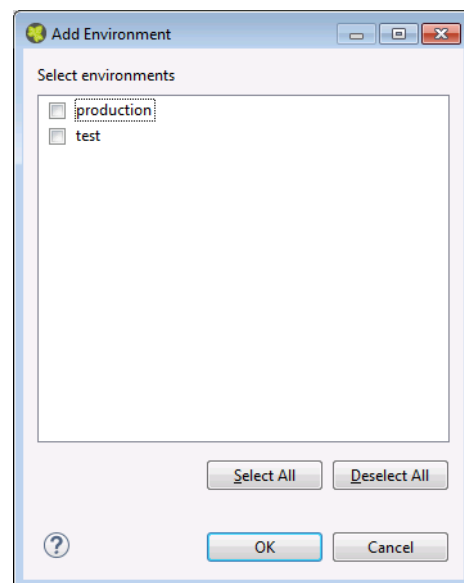 Add Environment
Select environments
production
test
Select All
Deselect All
?
OK
Cancel